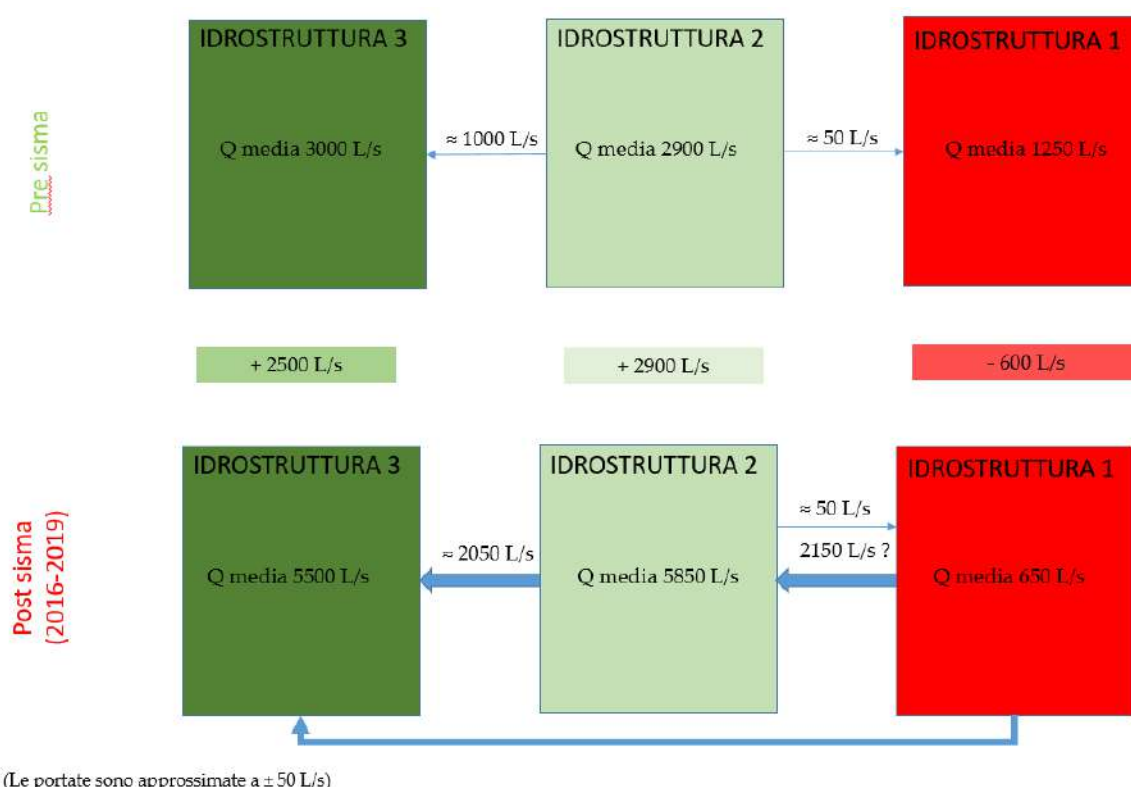 Pre sisma
IDROSTRUTTURA 3
IDROSTRUTTURA 2
IDROSTRUTTURA 1
≈ 1000 L/s
≈ 50 L/s
Q media 3000 L/s
Q media 2900 L/s
Q media 1250 L/s
+ 2500 L/s
+ 2900 L/s
- 600 L/s
Post sisma
(2016-2019)
IDROSTRUTTURA 3
IDROSTRUTTURA 2
IDROSTRUTTURA 1
≈ 50 L/s
≈ 2050 L/s
2150 L/s ?
Q media 5500 L/s
Q media 5850 L/s
Q media 650 L/s
(Le portate sono approssimate a ± 50 L/s)